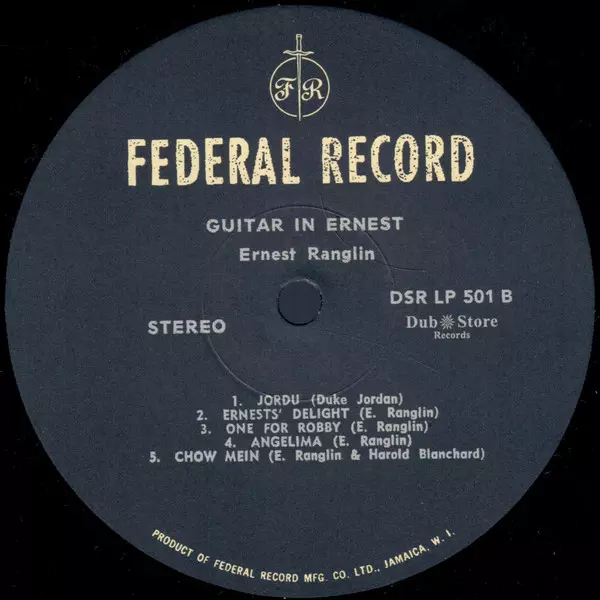 F R
FEDERAL RECORD
GUITAR IN ERNEST
Ernest Ranglin
DSR LP 501 B
STEREO
Dub Store
Records
1. JORDU (Duke Jordan)
2. ERNESTS' DELIGHT (E. Ranglin)
3. ONE FOR ROBBY (E. Ranglin)
4. ANGELIMA (E. Ranglin)
5. CHOW MEIN (E. Ranglin & Harold Blanchard)
PRODUCT OF FEDERAL RECORD MFG. CO. LTD., JAMAICA, W. I.